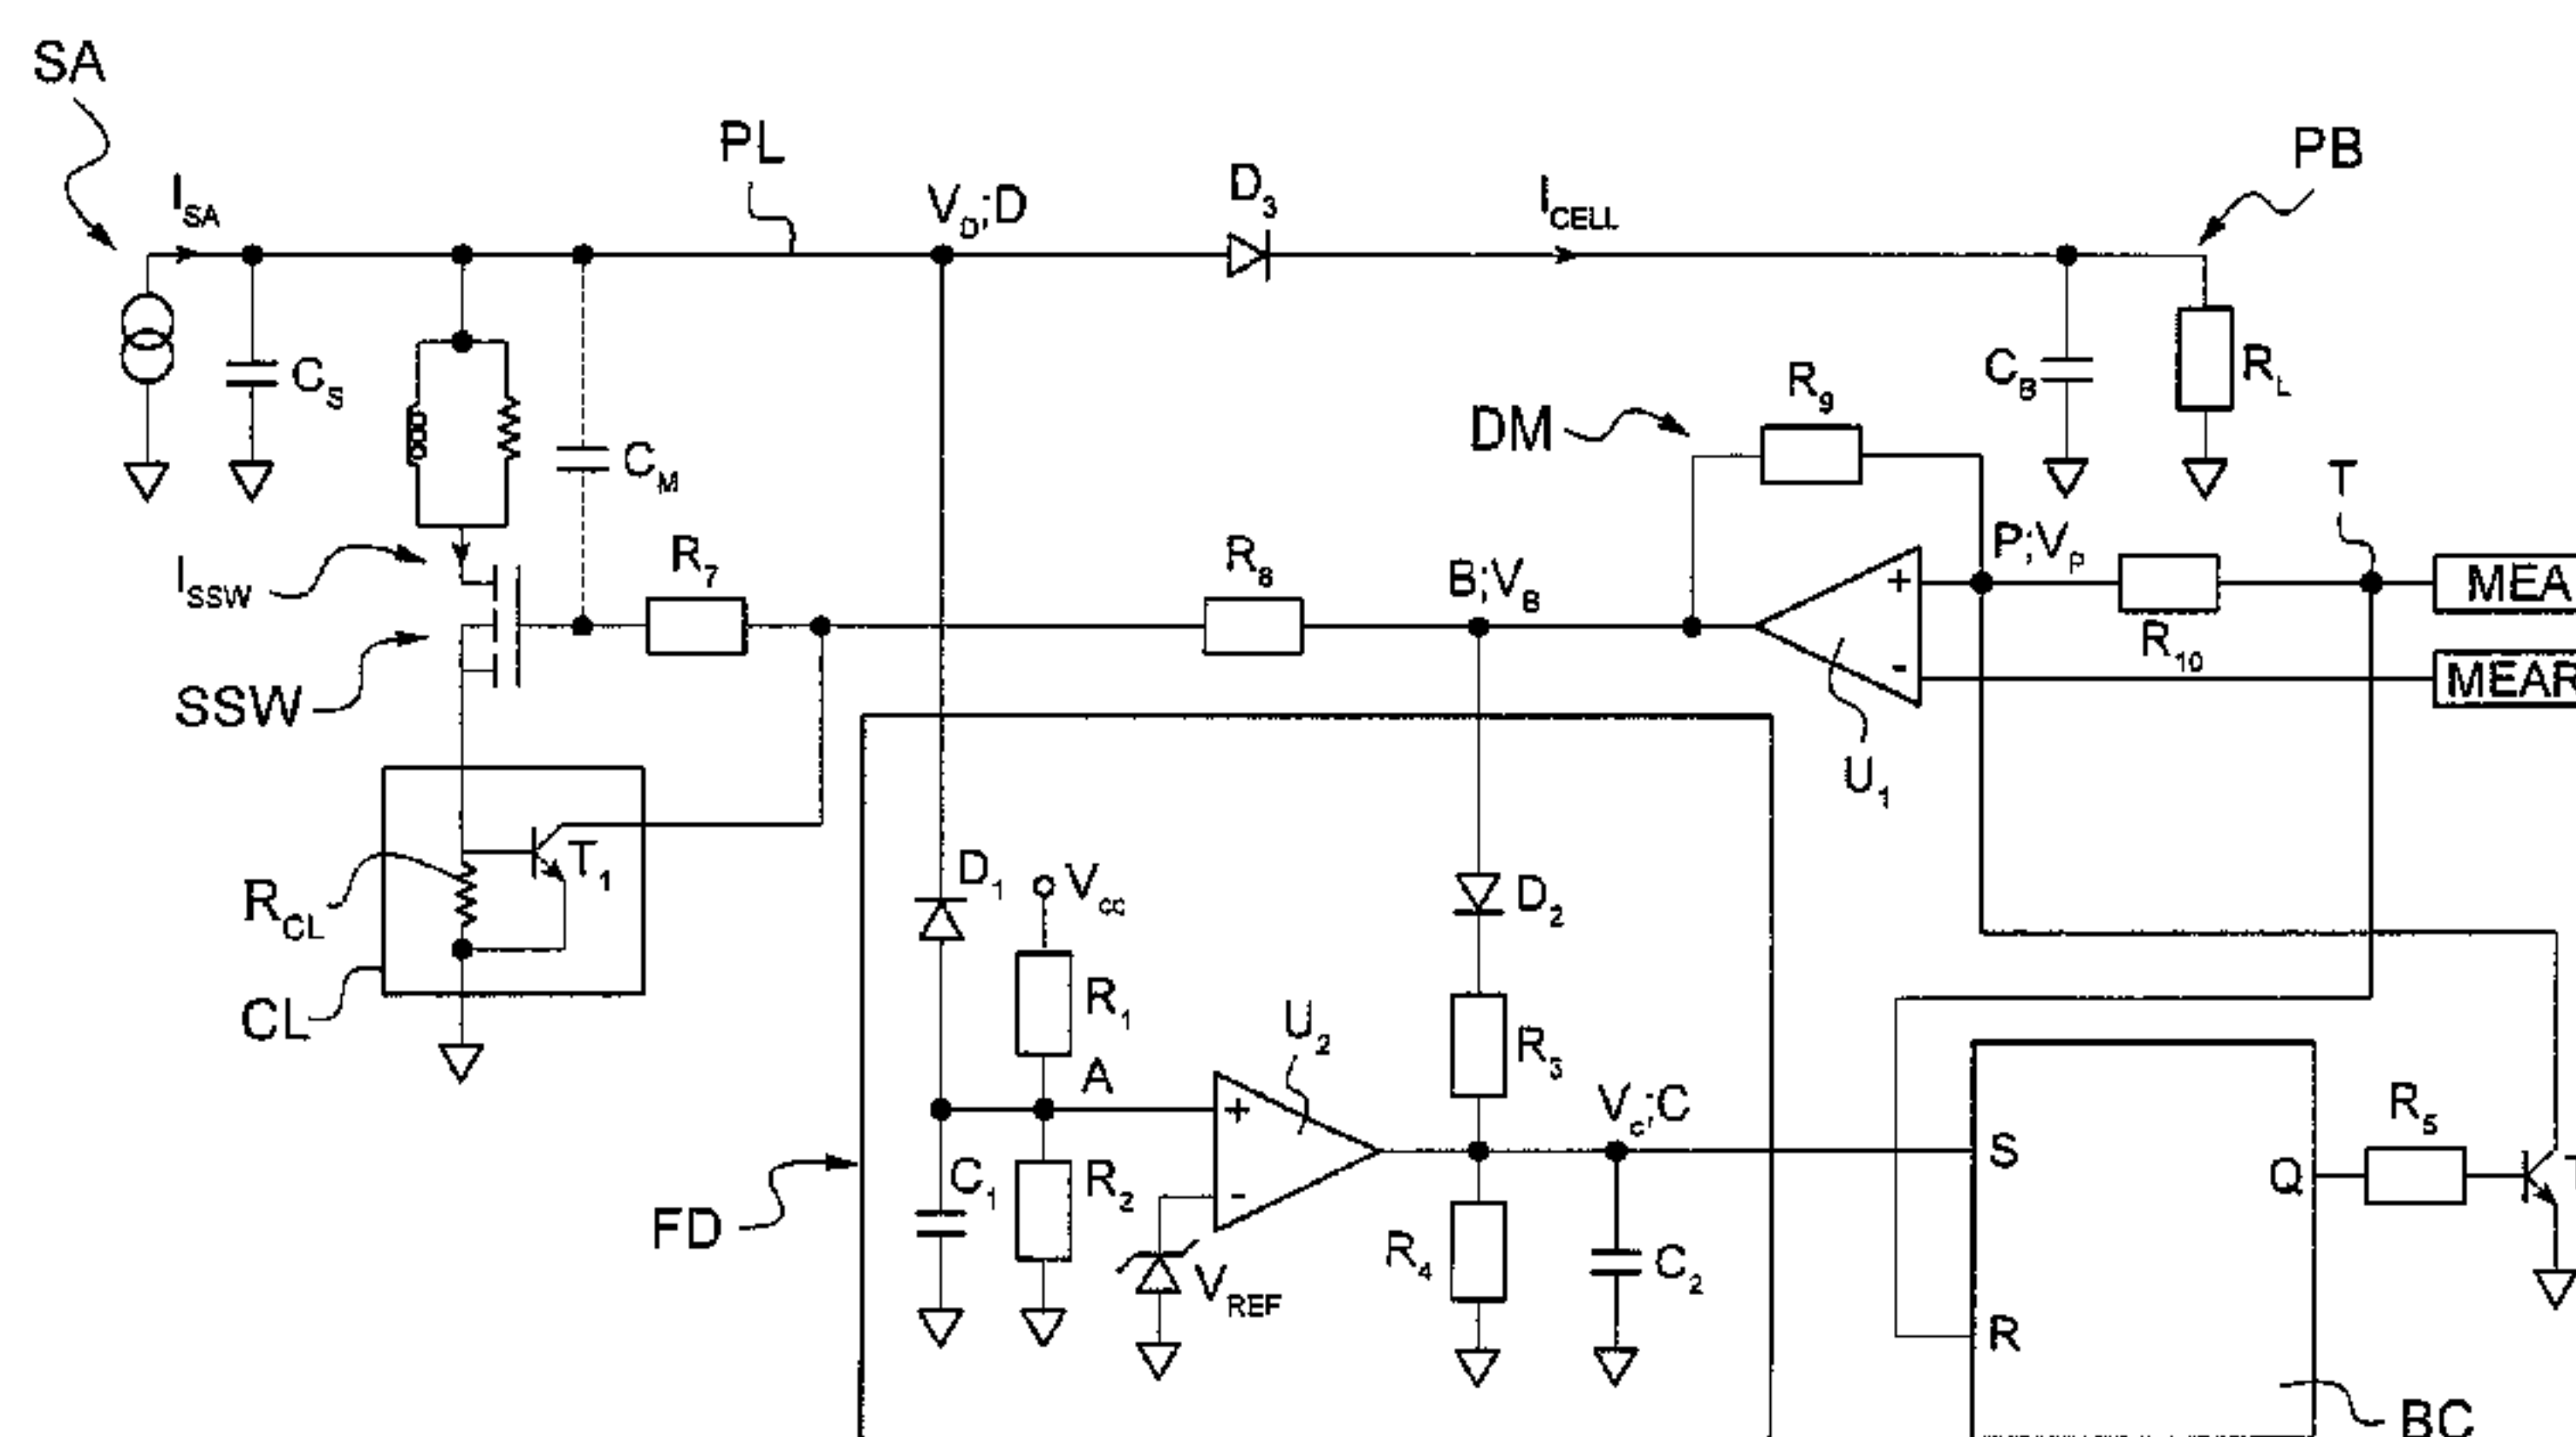 SA
PL
PB
I_SA
V_D;D
D_3
I_CELL
C_S
C_M
R_9
C_B
R_L
DM
T
I_SSW
R_7
R_8
B;V_B
+
P;V_P
MEA
R_10
-
MEAR
SSW
U_1
D_1
V_cc
T_1
D_2
R_CL
R_1
U_2
R_3
CL
A
V_c;C
R_5
+
S
C_1
R_2
Q
FD
-
R_4
C_2
V_REF
R
BC